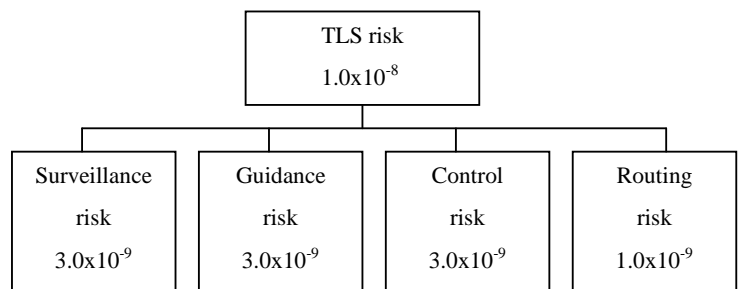 TLS risk
1.0x10⁻⁸
Surveillance
risk
3.0x10⁻⁹
Guidance
risk
3.0x10⁻⁹
Control
risk
3.0x10⁻⁹
Routing
risk
1.0x10⁻⁹